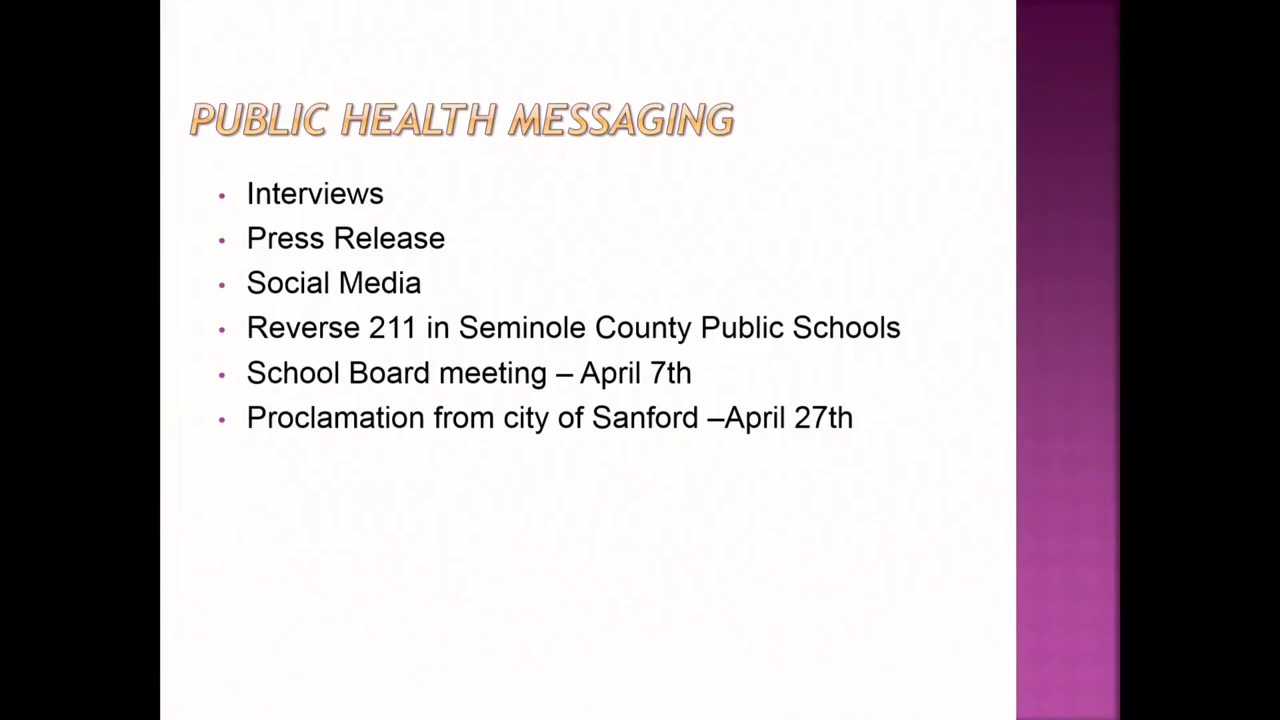 PUBLIC HEALTH MESSAGING
• Interviews
• Press Release
• Social Media
• Reverse 211 in Seminole County Public Schools
• School Board meeting – April 7th
• Proclamation from city of Sanford –April 27th